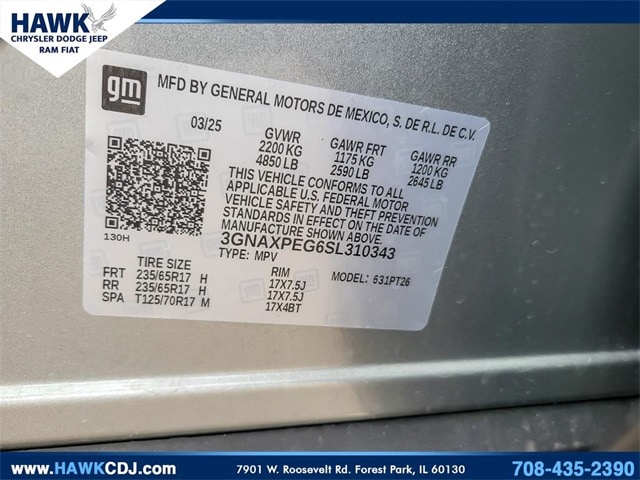 HAWK
CHRYSLER DODGE JEEP
RAM FIAT
gm
MFD BY GENERAL MOTORS DE MEXICO, S. DE R.L. DE C.V.
03/25
GVWR GAWR FRT GAWR RR
2200 KG 1175 KG 1200 KG
4850 LB 2590 LB 2645 LB
THIS VEHICLE CONFORMS TO ALL
APPLICABLE U.S. FEDERAL MOTOR
VEHICLE SAFETY AND THEFT PREVENTION
STANDARDS IN EFFECT ON THE DATE OF
MANUFACTURE SHOWN ABOVE.
130H
3GNAXPEG6SL310343
TYPE: MPV
TIRE SIZE RIM MODEL: 631PT26
FRT 235/65R17 H 17X7.5J
RR 235/65R17 H 17X7.5J
SPA T125/70R17 M 17X4BT
www.HAWKCDJ.com
7901 W. Roosevelt Rd. Forest Park, IL 60130
708-435-2390